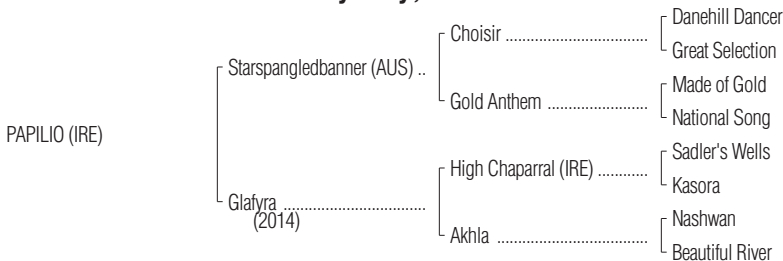 Danehill Dancer
Choisir ................................
Great Selection
Starspangledbanner (AUS) ..
Made of Gold
Gold Anthem ......................
National Song
PAPILIO (IRE)
Sadler's Wells
High Chaparral (IRE) ...........
Kasora
Glafyra ................................
(2014)
Nashwan
Akhla ..................................
Beautiful River